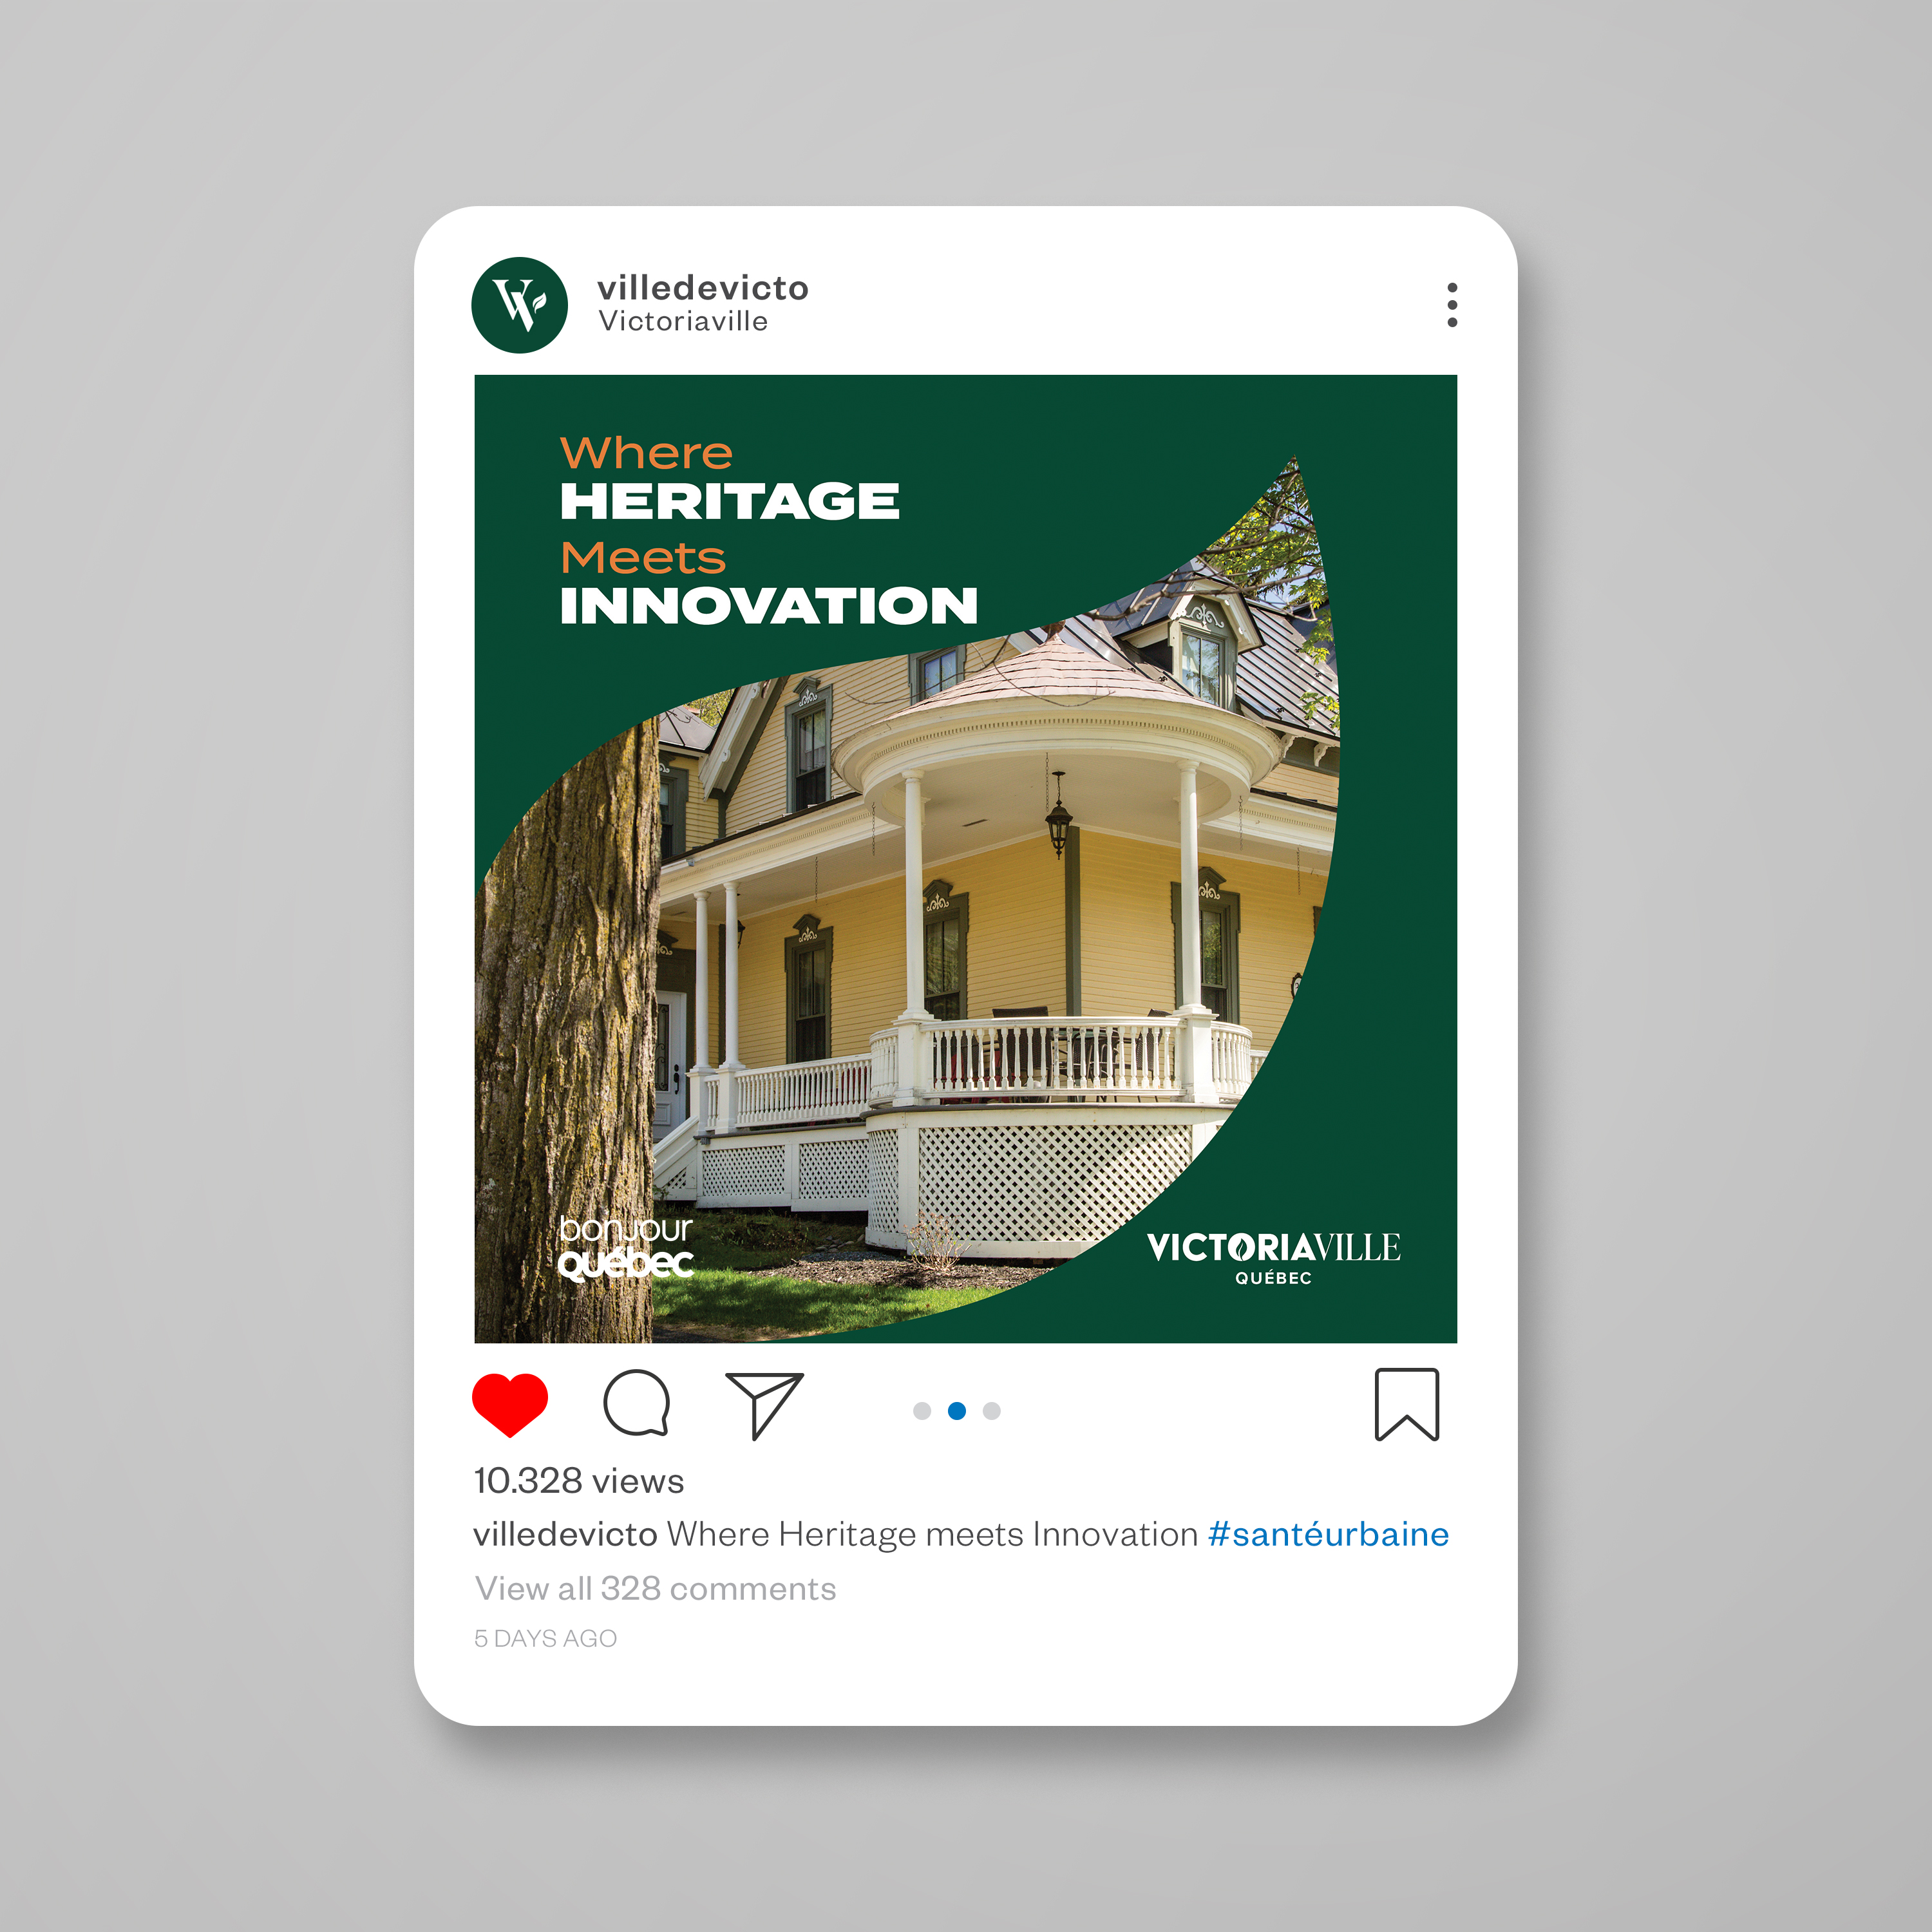 villedevicto
Victoriaville
Where
HERITAGE
Meets
INNOVATION
bonjour
québec
VICTORIAVILLE
QUÉBEC
10.328 views
villedevicto Where Heritage meets Innovation #santéurbaine
View all 328 comments
5 DAYS AGO